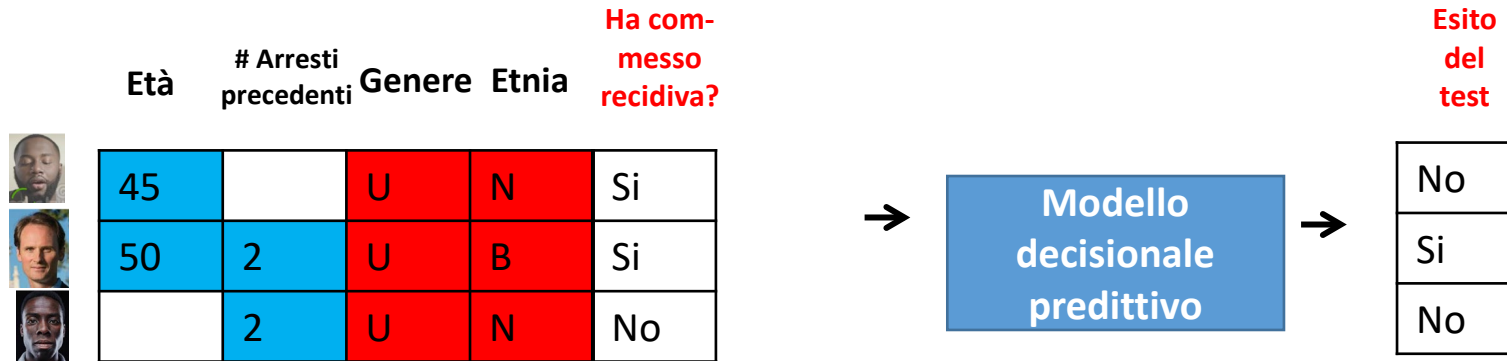 Età
# Arresti
precedenti
Genere
Etnia
Ha com-
messo
recidiva?
Esito
del
test
45 U N Si
50 2 U B Si
2 U N No
→
Modello
decisionale
predittivo
→
No
Si
No